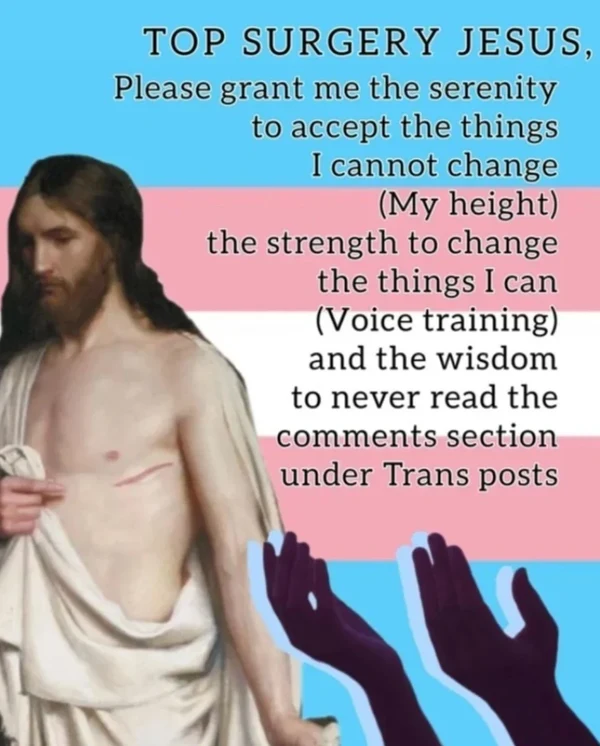 TOP SURGERY JESUS,
Please grant me the serenity
to accept the things
I cannot change
(My height)
the strength to change
the things I can
(Voice training)
and the wisdom
to never read the
comments section
under Trans posts